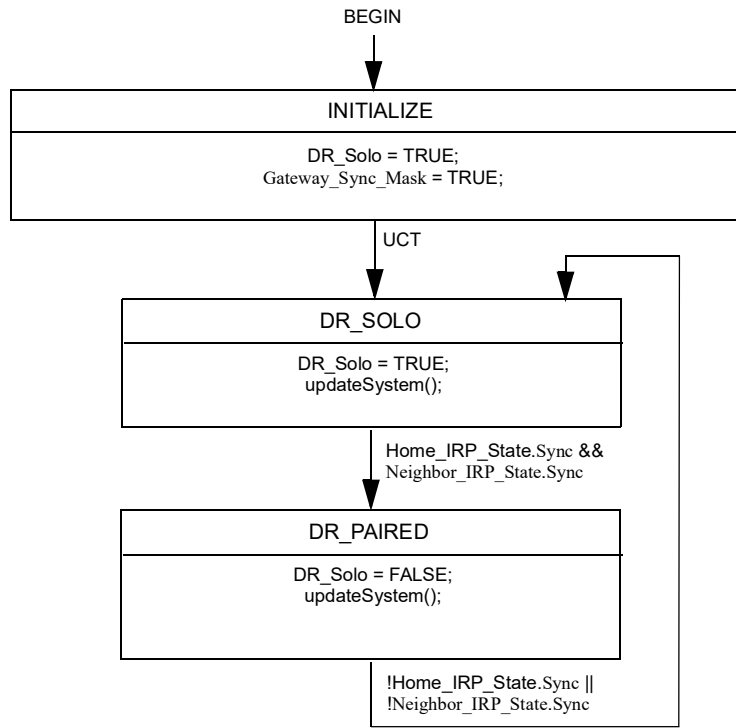 BEGIN
INITIALIZE
DR_Solo = TRUE;
Gateway_Sync_Mask = TRUE;
UCT
DR_SOLO
DR_Solo = TRUE;
updateSystem();
Home_IRP_State.Sync &&
Neighbor_IRP_State.Sync
DR_PAIRED
DR_Solo = FALSE;
updateSystem();
!Home_IRP_State.Sync ||
!Neighbor_IRP_State.Sync